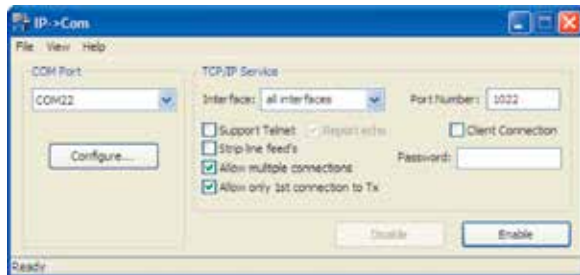 IP->Com
File View Help
COM Port
COM22
Configure...
TCP/IP Service
Interface: all interfaces
Port Number: 1022
Support Telnet Report echo
Client Connection
Strip line feed's
Password:
Allow multiple connections
Allow only 1st connection to Tx
Disable
Enable
Ready